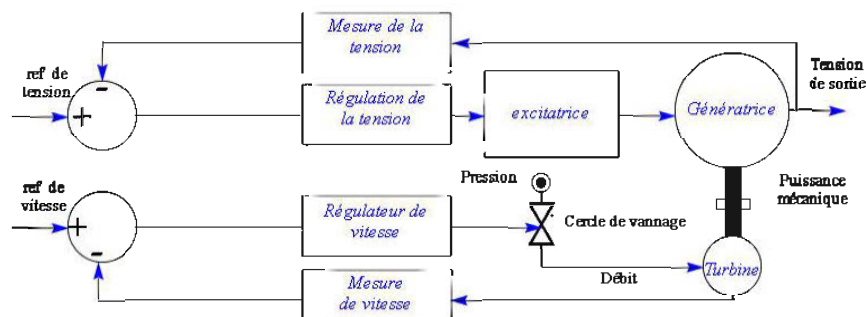 Mesure de la
tension
ref de
tension
-
+
Régulation de
la tension
excitatrice
Génératrice
Tension
de sortie
Puissance
mécanique
ref de
vitesse
+
-
Régulateur de
vitesse
Pression
Cercle de vannage
Débit
Turbine
Mesure
de vitesse